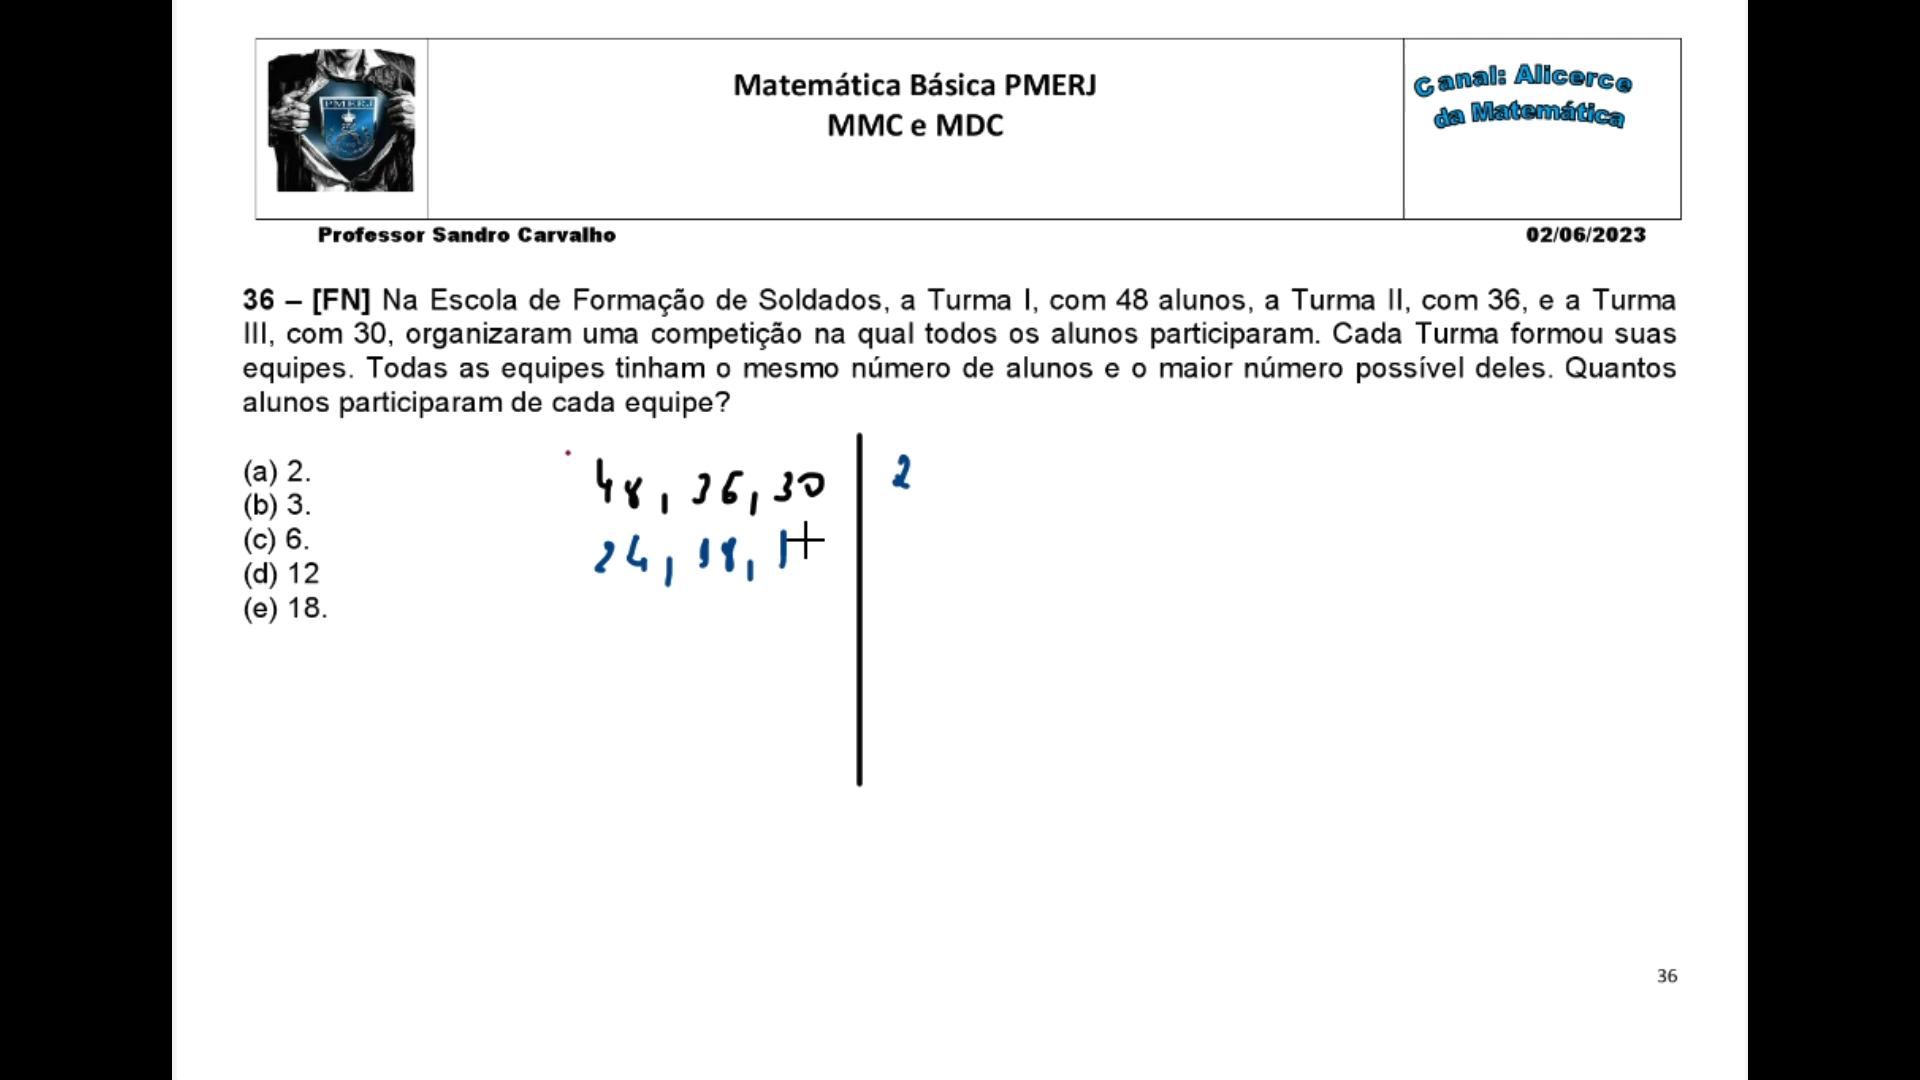 PMERJ
Matemática Básica PMERJ
MMC e MDC
Canal: Alicerce
da Matemática
Professor Sandro Carvalho
02/06/2023
36 – [FN] Na Escola de Formação de Soldados, a Turma I, com 48 alunos, a Turma II, com 36, e a Turma
III, com 30, organizaram uma competição na qual todos os alunos participaram. Cada Turma formou suas
equipes. Todas as equipes tinham o mesmo número de alunos e o maior número possível deles. Quantos
alunos participaram de cada equipe?
(a) 2.
(b) 3.
(c) 6.
(d) 12
(e) 18.
48, 36, 30 | 2
24, 18, 1
36